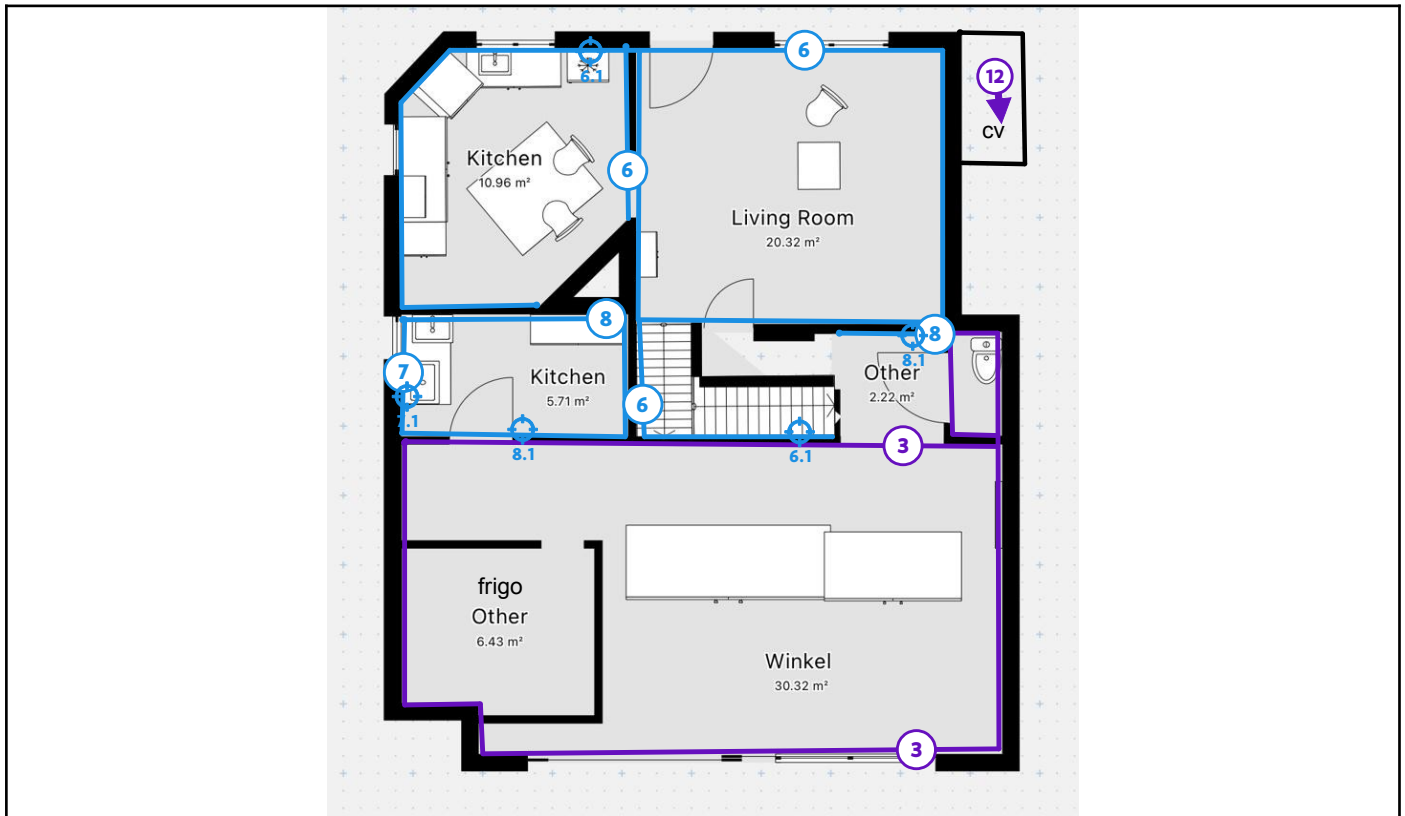 6
6.1
12
CV
Kitchen
10.96 m²
6
Living Room
20.32 m²
8
8
8.1
7
7.1
Kitchen
5.71 m²
Other
2.22 m²
6
8.1
6.1
3
frigo
Other
6.43 m²
Winkel
30.32 m²
3